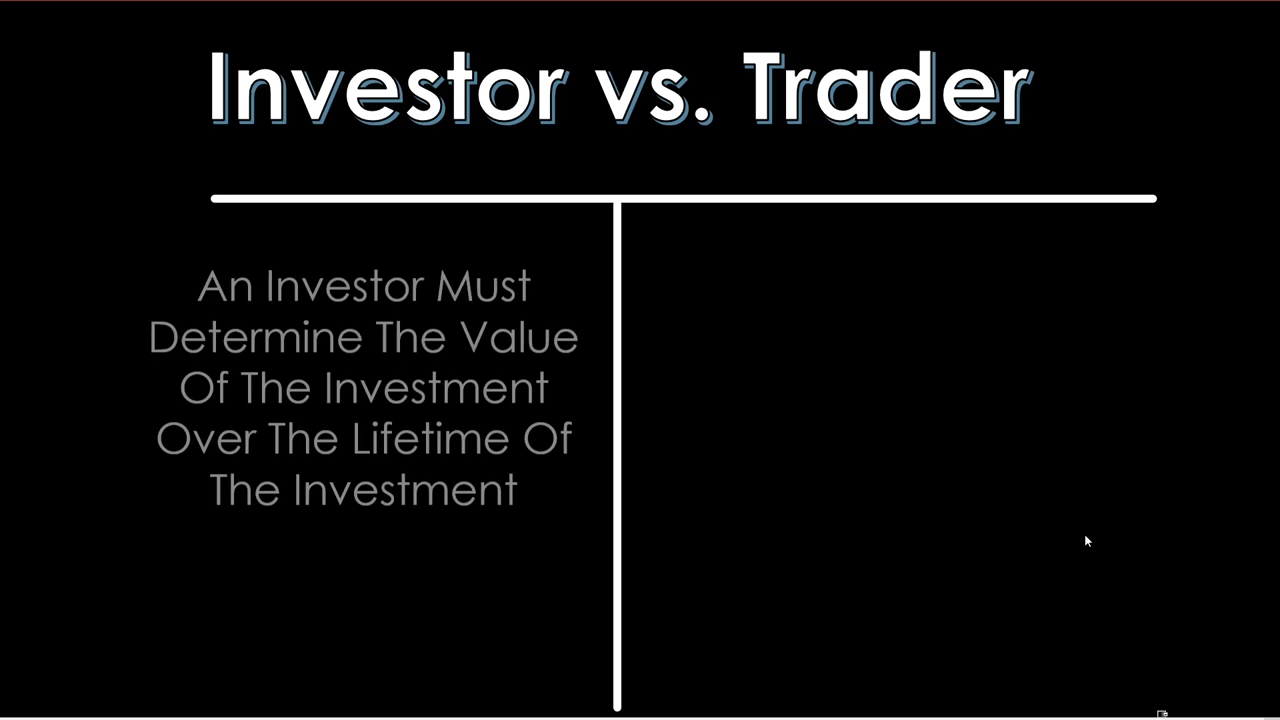 Investor vs. Trader
An Investor Must
Determine The Value
Of The Investment
Over The Lifetime Of
The Investment